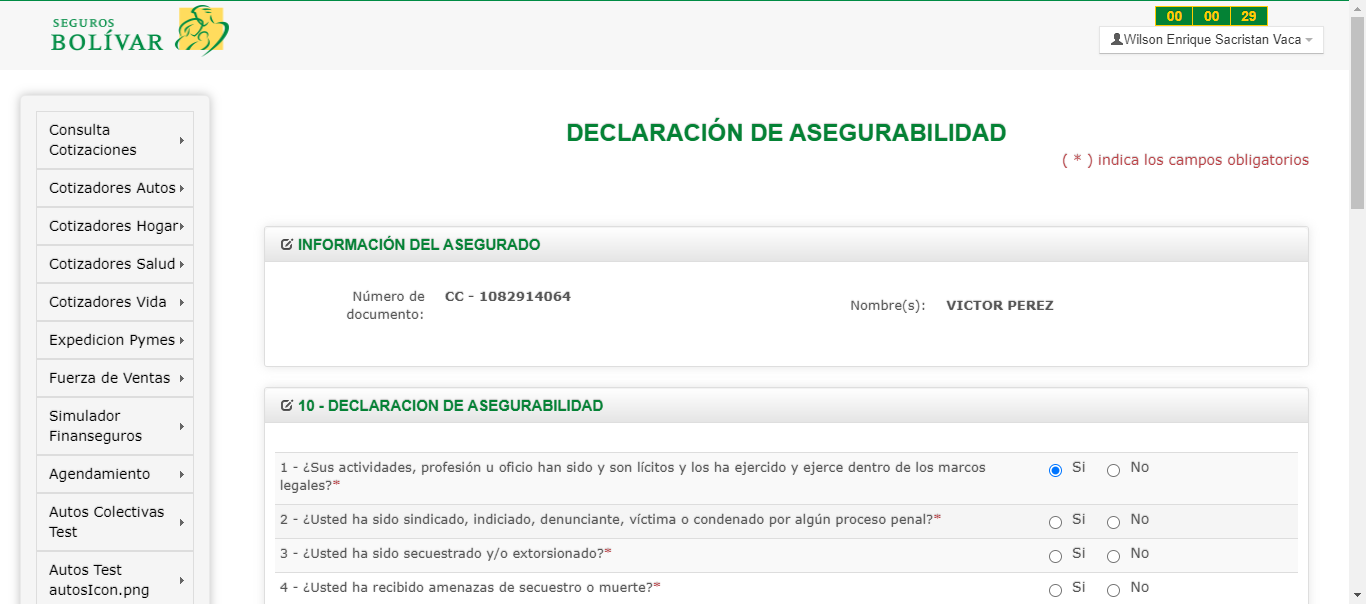 SEGUROS
BOLÍVAR
00 00 29
Wilson Enrique Sacristan Vaca
Consulta
Cotizaciones
Cotizadores Autos
Cotizadores Hogar
Cotizadores Salud
Cotizadores Vida
Expedicion Pymes
Fuerza de Ventas
Simulador
Finanseguros
Agendamiento
Autos Colectivas
Test
Autos Test
autosIcon.png
DECLARACIÓN DE ASEGURABILIDAD
( * ) indica los campos obligatorios
INFORMACIÓN DEL ASEGURADO
Número de
documento:
CC - 1082914064
Nombre(s): VICTOR PEREZ
10 - DECLARACION DE ASEGURABILIDAD
1 - ¿Sus actividades, profesión u oficio han sido y son lícitos y los ha ejercido y ejerce dentro de los marcos
legales?*
Si No
2 - ¿Usted ha sido sindicado, indiciado, denunciante, víctima o condenado por algún proceso penal?* Si No
3 - ¿Usted ha sido secuestrado y/o extorsionado?* Si No
4 - ¿Usted ha recibido amenazas de secuestro o muerte?* Si No